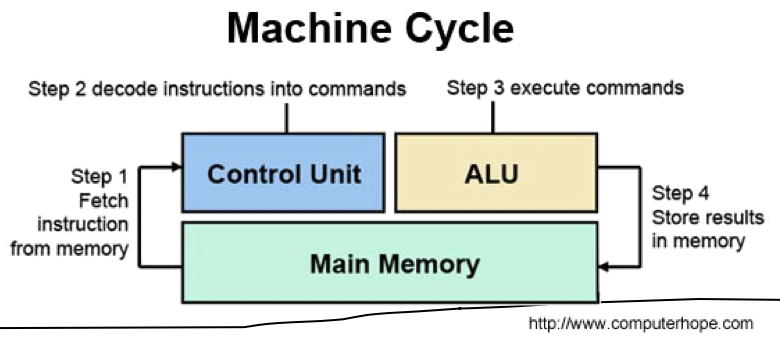 Machine Cycle
Step 2 decode instructions into commands
Step 3 execute commands
Control Unit
ALU
Step 1
Fetch
instruction
from memory
Step 4
Store results
in memory
Main Memory
http://www.computerhope.com